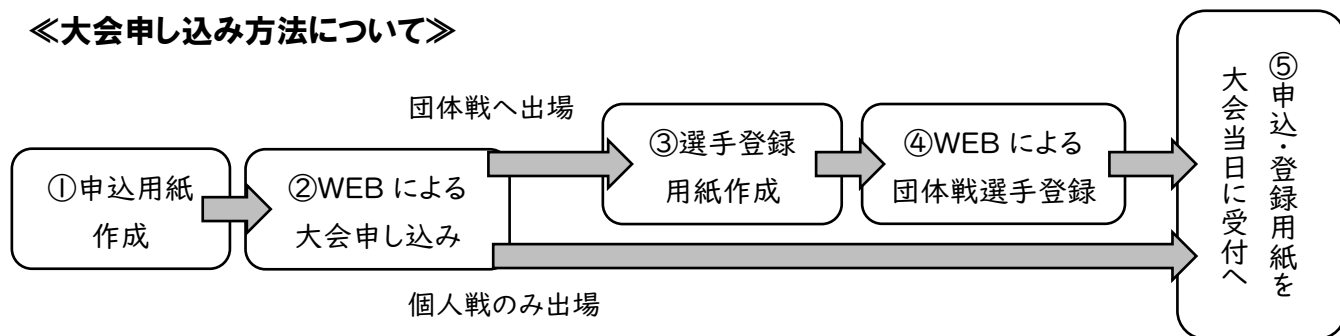 ≪大会申し込み方法について≫
団体戦へ出場
①申込用紙
作成
②WEB による
大会申し込み
③選手登録
用紙作成
④WEB による
団体戦選手登録
個人戦のみ出場
⑤申込・登録用紙を
大会当日に受付へ